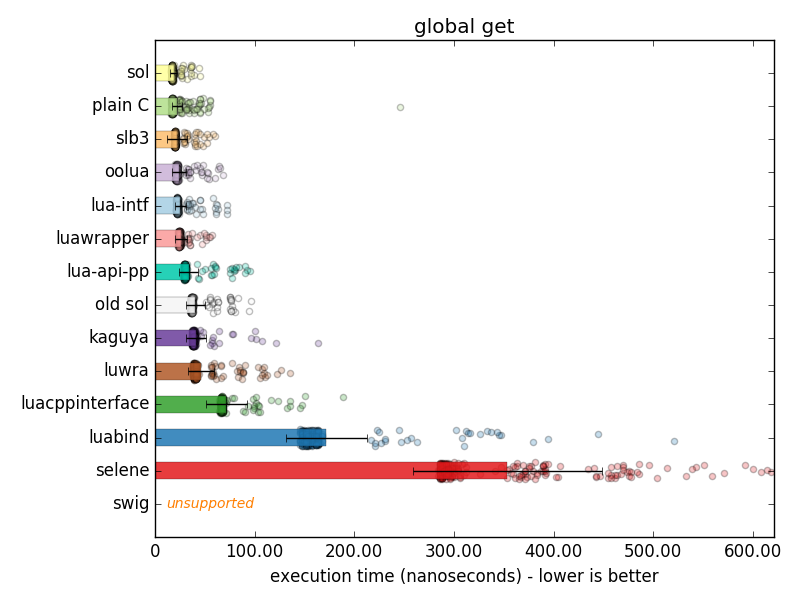 global get
sol
plain C
slb3
oolua
lua-intf
luawrapper
lua-api-pp
old sol
kaguya
luwra
luacppinterface
luabind
selene
swig unsupported
0 100.00 200.00 300.00 400.00 500.00 600.00
execution time (nanoseconds) - lower is better